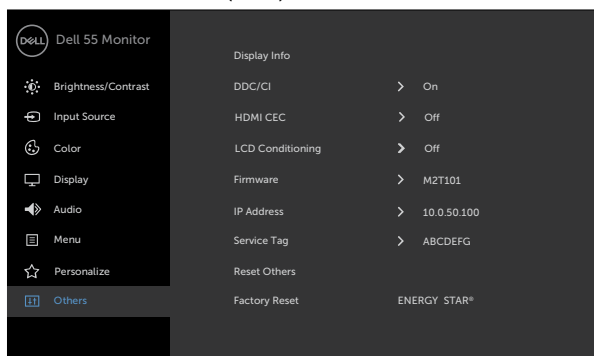 DELL Dell 55 Monitor
Display Info
Brightness/Contrast DDC/CI > On
Input Source HDMI CEC > Off
Color LCD Conditioning > Off
Display Firmware > M2T101
Audio IP Address > 10.0.50.100
Menu Service Tag > ABCDEFG
Personalize Reset Others
Others Factory Reset ENERGY STAR®